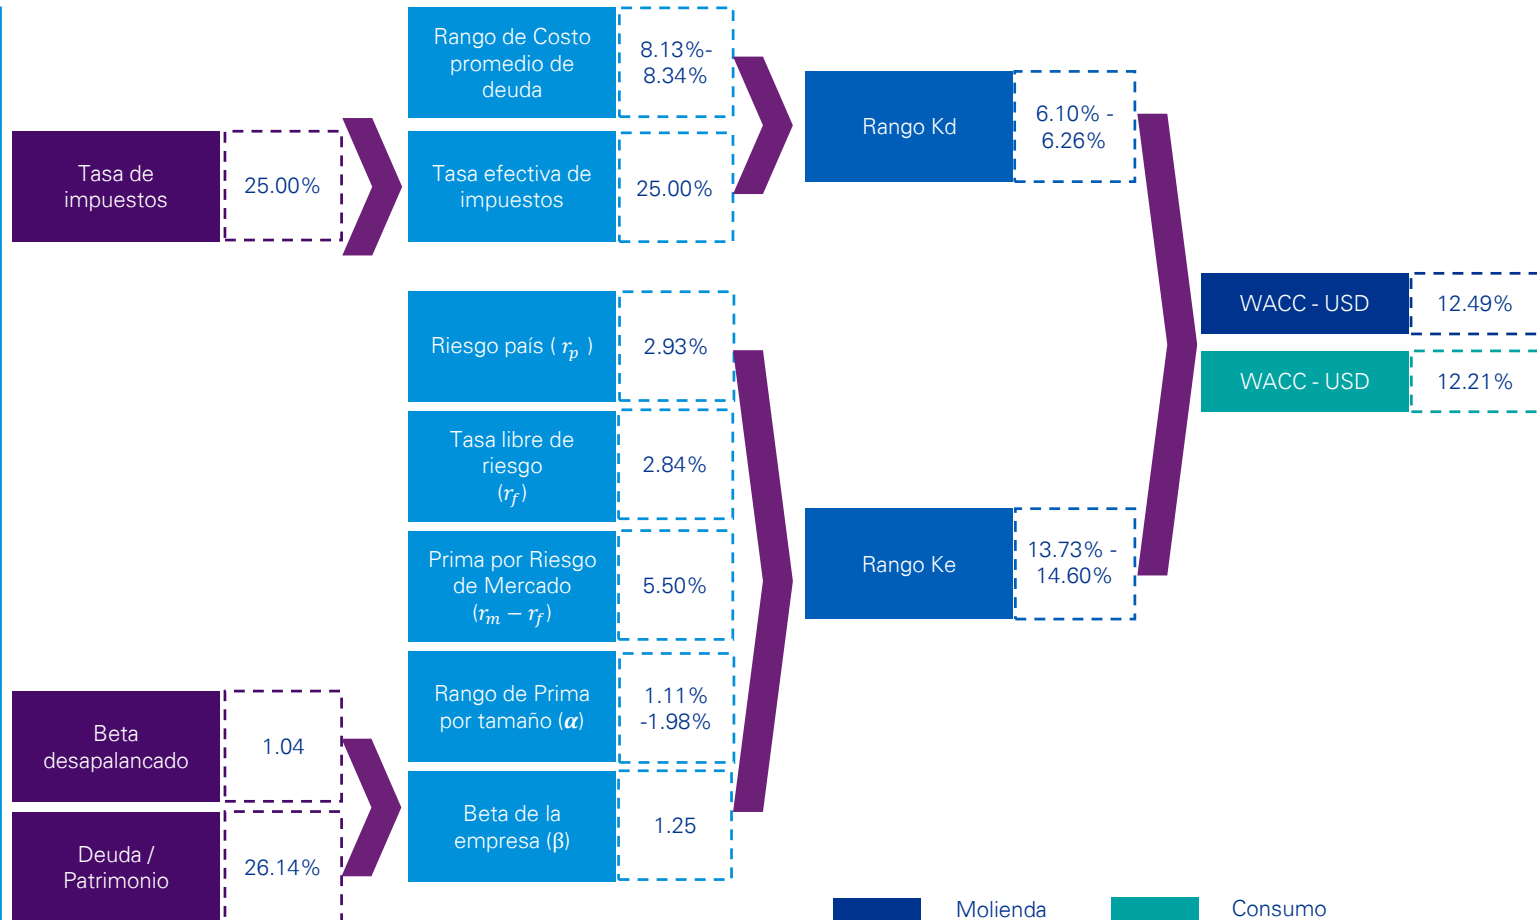 Tasa de
impuestos
25.00%
Rango de Costo
promedio de
deuda
8.13%-
8.34%
Tasa efectiva de
impuestos
25.00%
Rango Kd
6.10% -
6.26%
Riesgo país ( rₚ )
2.93%
Tasa libre de
riesgo
(r_f)
2.84%
Prima por Riesgo
de Mercado
(r_m − r_f)
5.50%
Rango de Prima
por tamaño (α)
1.11%
-1.98%
Beta
desapalancado
1.04
Deuda /
Patrimonio
26.14%
Beta de la
empresa (β)
1.25
Rango Ke
13.73% -
14.60%
WACC - USD
12.49%
WACC - USD
12.21%
Molienda
Consumo